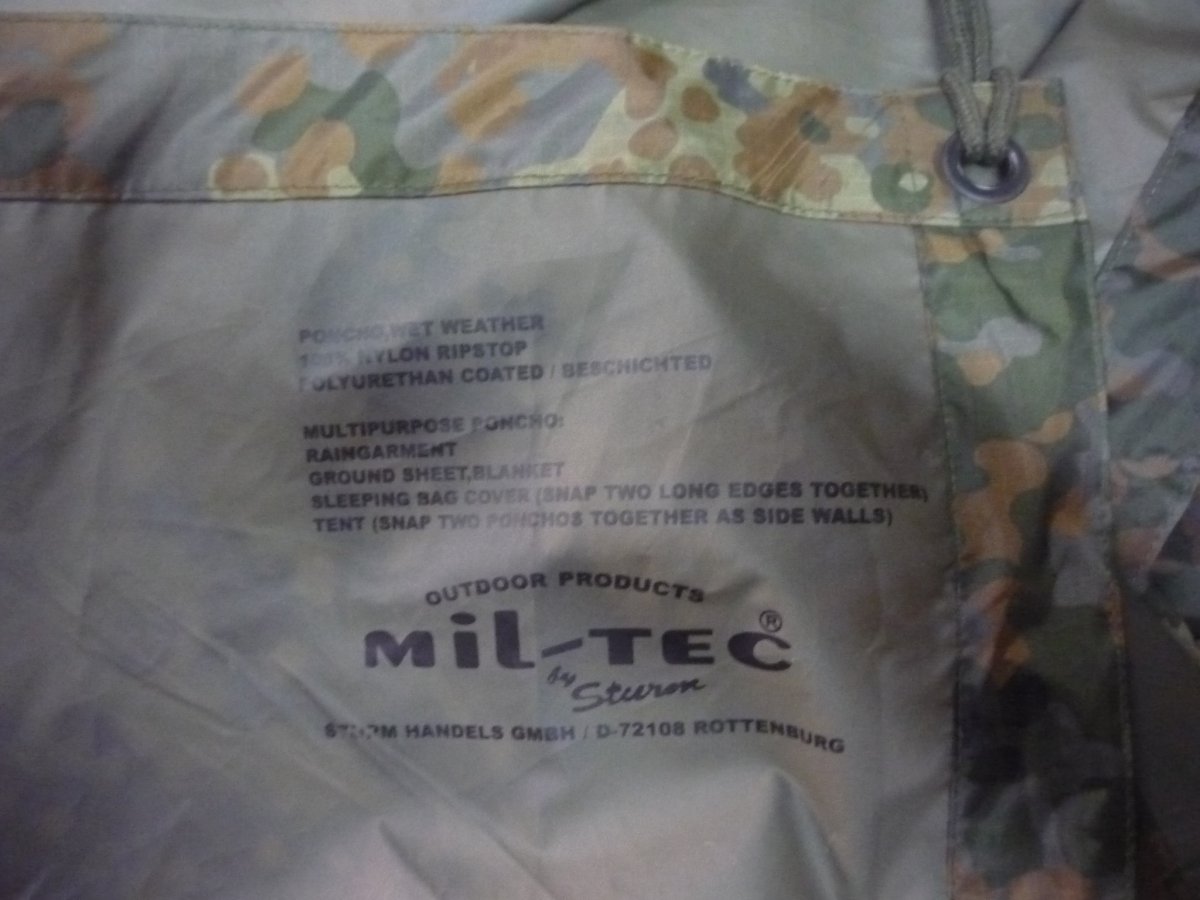 PONCHO,WET WEATHER
100% NYLON RIPSTOP
POLYURETHAN COATED / BESCHICHTED
MULTIPURPOSE PONCHO:
RAINGARMENT
GROUND SHEET,BLANKET
SLEEPING BAG COVER (SNAP TWO LONG EDGES TOGETHER)
TENT (SNAP TWO PONCHOS TOGETHER AS SIDE WALLS)
OUTDOOR PRODUCTS
MiL-TEC®
by Sturm
STURM HANDELS GMBH / D-72108 ROTTENBURG